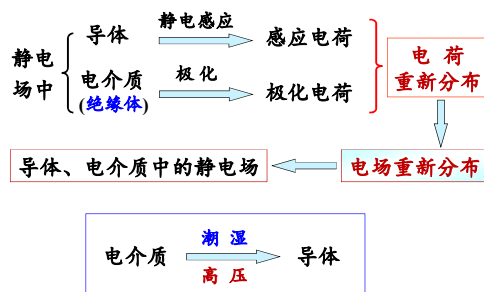 静电场中
导体
静电感应
感应电荷
电介质
(绝缘体)
极化
极化电荷
电 荷
重新分布
电场重新分布
导体、电介质中的静电场
电介质
潮 湿
高 压
导体